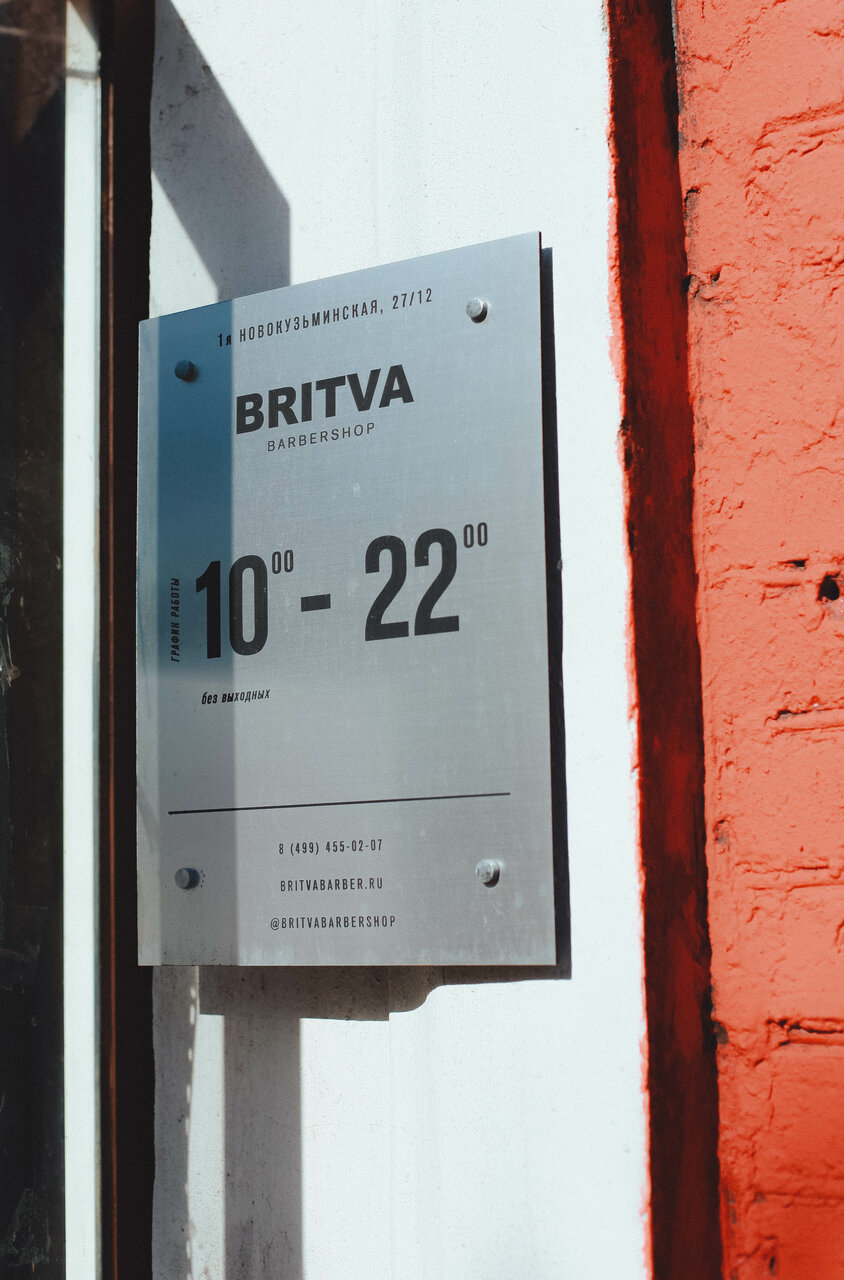 1я НОВОКУЗЬМИНСКАЯ, 27/12
BRITVA
BARBERSHOP
ГРАФИК РАБОТЫ
10⁰⁰ - 22⁰⁰
без выходных
8 (499) 455-02-07
BRITVABARBER.RU
@BRITVABARBERSHOP